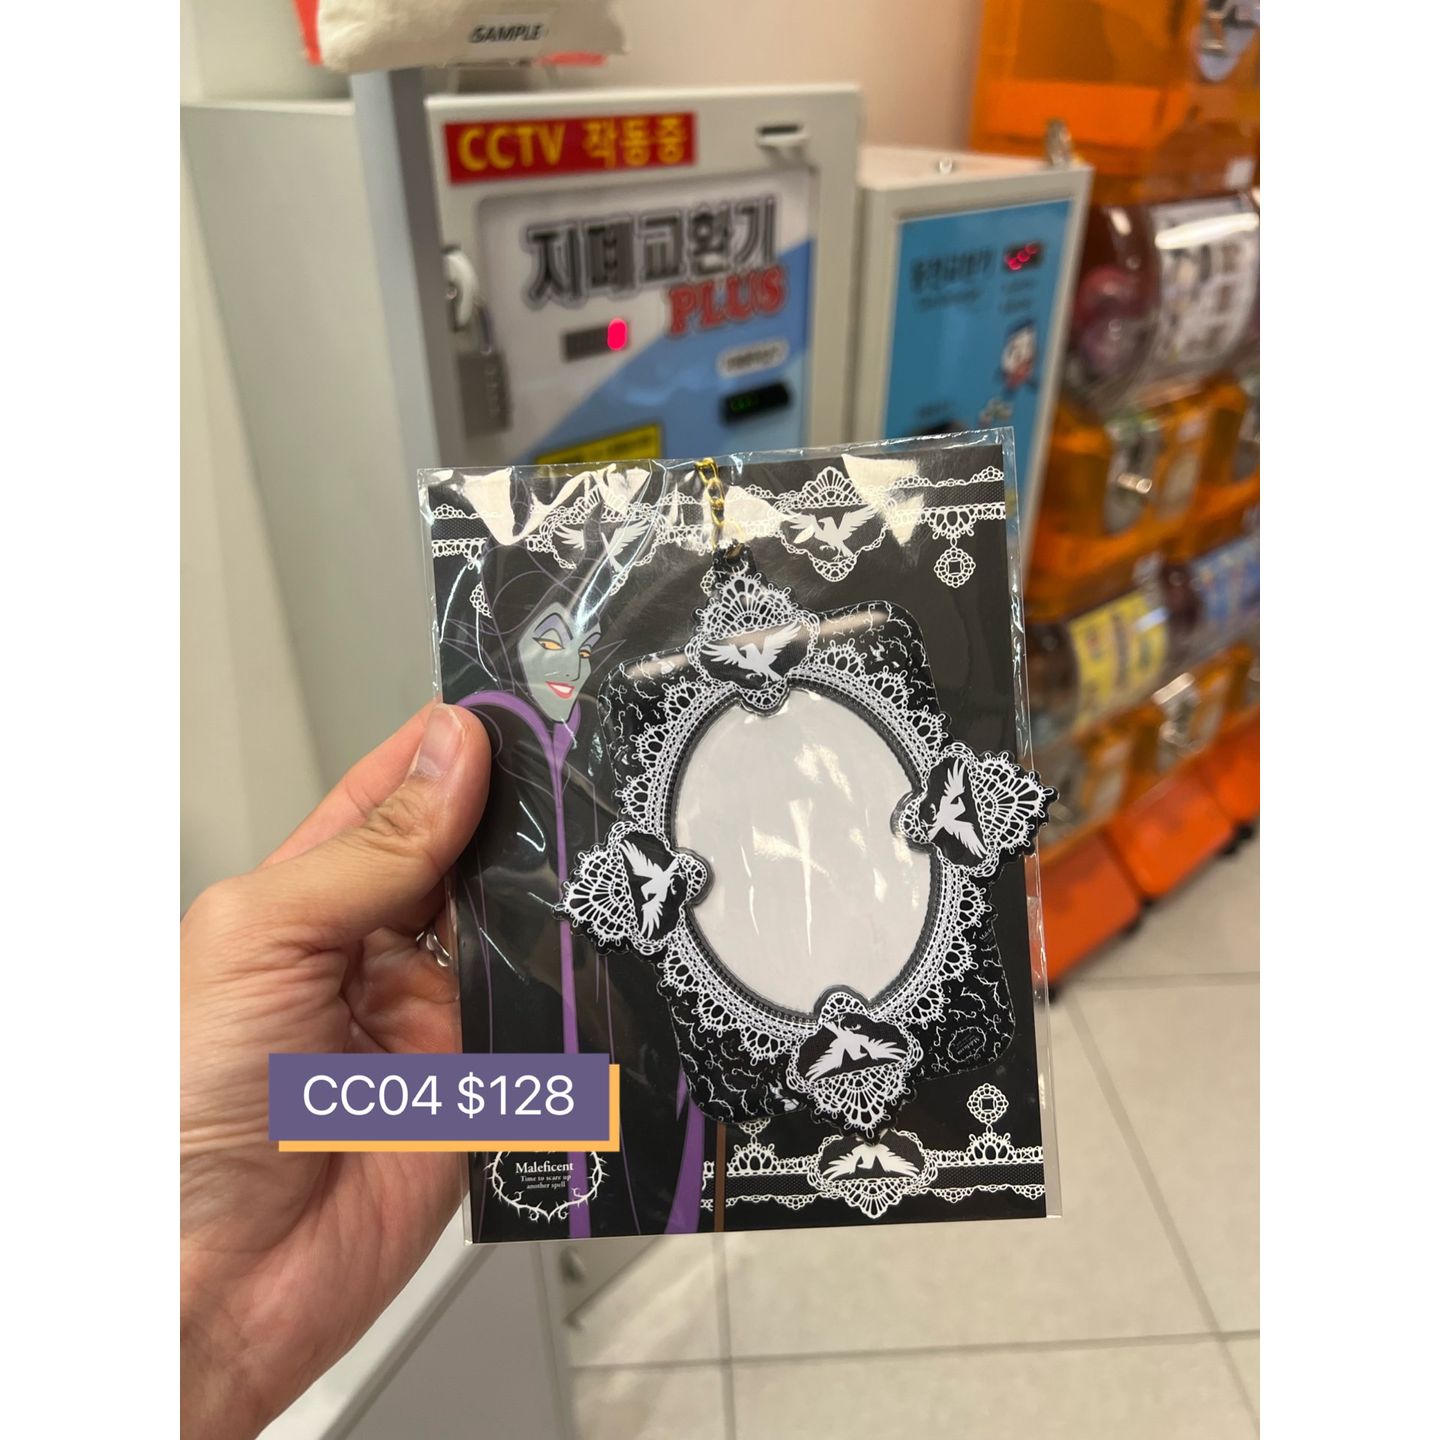 SAMPLE
CCTV 작동중
지폐교환기
PLUS
CC04 $128
Maleficent
Time to scare up
another spell